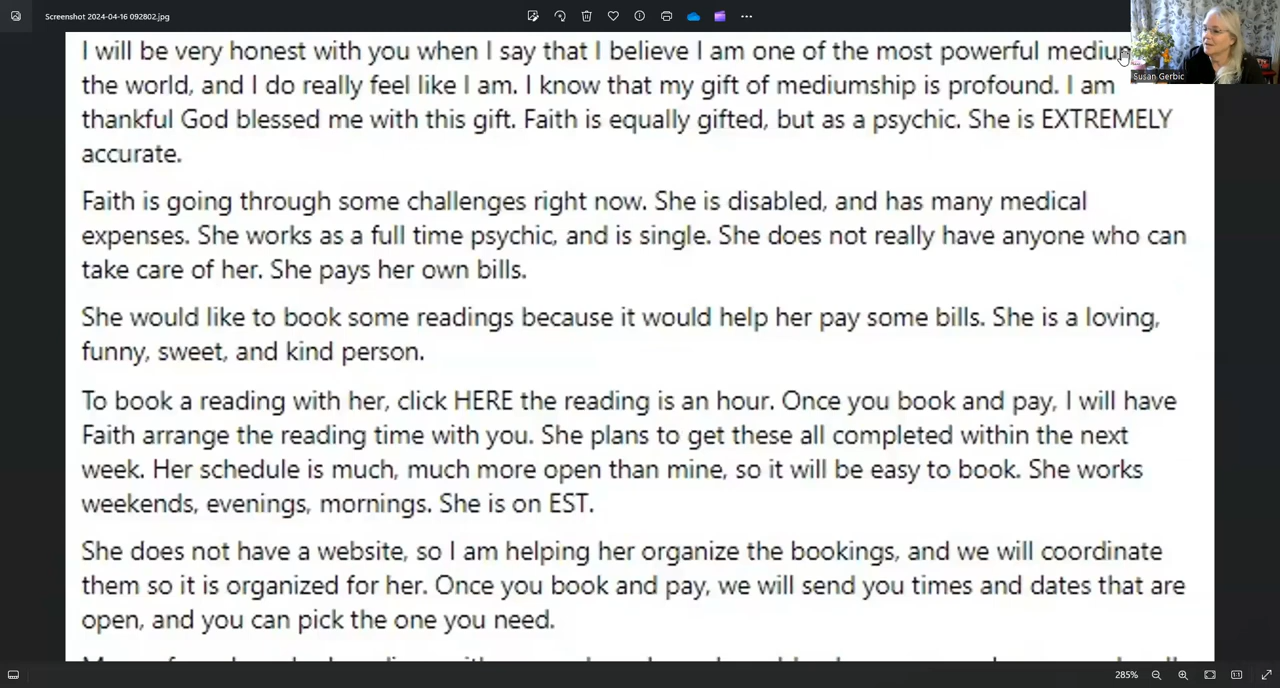 Screenshot 2024-04-16 092802.jpg
I will be very honest with you when I say that I believe I am one of the most powerful
the world, and I do really feel like I am. I know that my gift of mediumship is profound. I am
Susan Gerbic
thankful God blessed me with this gift. Faith is equally gifted, but as a psychic. She is EXTREMELY
accurate.
Faith is going through some challenges right now. She is disabled, and has many medical
expenses. She works as a full time psychic, and is single. She does not really have anyone who can
take care of her. She pays her own bills.
She would like to book some readings because it would help her pay some bills. She is a loving,
funny, sweet, and kind person.
To book a reading with her, click HERE the reading is an hour. Once you book and pay, I will have
Faith arrange the reading time with you. She plans to get these all completed within the next
week. Her schedule is much, much more open than mine, so it will be easy to book. She works
weekends, evenings, mornings. She is on EST.
She does not have a website, so I am helping her organize the bookings, and we will coordinate
them so it is organized for her. Once you book and pay, we will send you times and dates that are
open, and you can pick the one you need.
285%